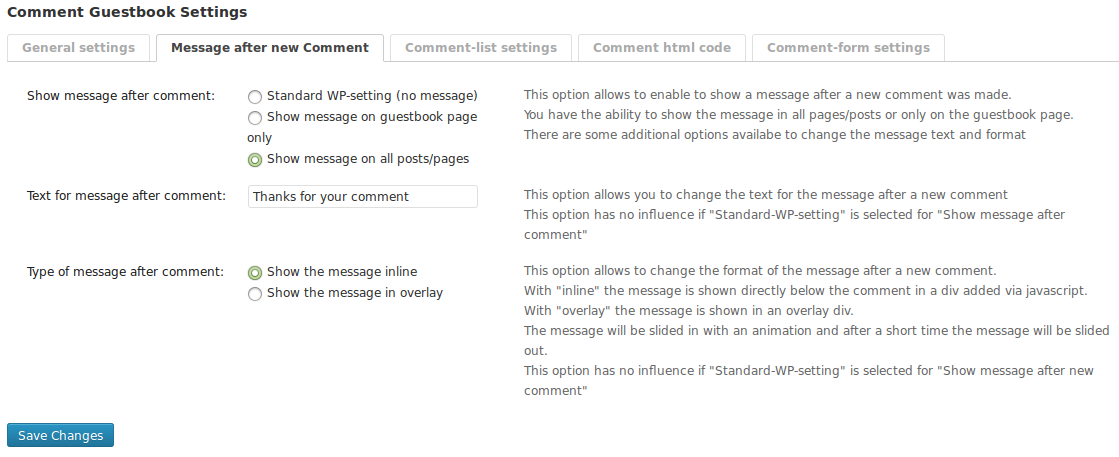 Comment Guestbook Settings
General settings
Message after new Comment
Comment-list settings
Comment html code
Comment-form settings
Show message after comment:
Standard WP-setting (no message)
Show message on guestbook page
only
Show message on all posts/pages
This option allows to enable to show a message after a new comment was made.
You have the ability to show the message in all pages/posts or only on the guestbook page.
There are some additional options availabe to change the message text and format
Text for message after comment:
Thanks for your comment
This option allows you to change the text for the message after a new comment
This option has no influence if "Standard-WP-setting" is selected for "Show message after
comment"
Type of message after comment:
Show the message inline
Show the message in overlay
This option allows to change the format of the message after a new comment.
With "inline" the message is shown directly below the comment in a div added via javascript.
With "overlay" the message is shown in an overlay div.
The message will be slided in with an animation and after a short time the message will be slided
out.
This option has no influence if "Standard-WP-setting" is selected for "Show message after new
comment"
Save Changes